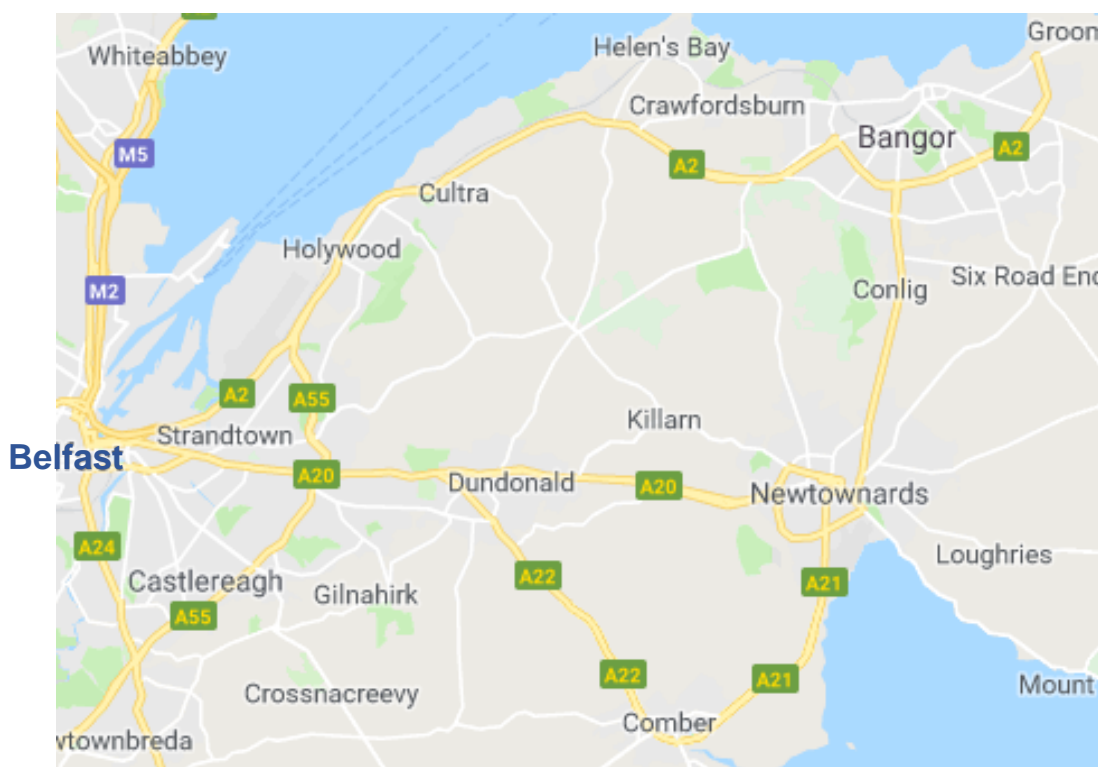 Groom
Helen's Bay
Whiteabbey
Crawfordsburn
Bangor
A2
M5
A2
Cultra
Holywood
Six Road End
M2
Conlig
A2
A55
Killarn
Strandtown
Belfast
A20
Dundonald
A20
Newtownards
A24
Loughries
A22
Castlereagh
A21
Gilnahirk
A55
A22
A21
Mount
Crossnacreevy
Comber
wtownbreda